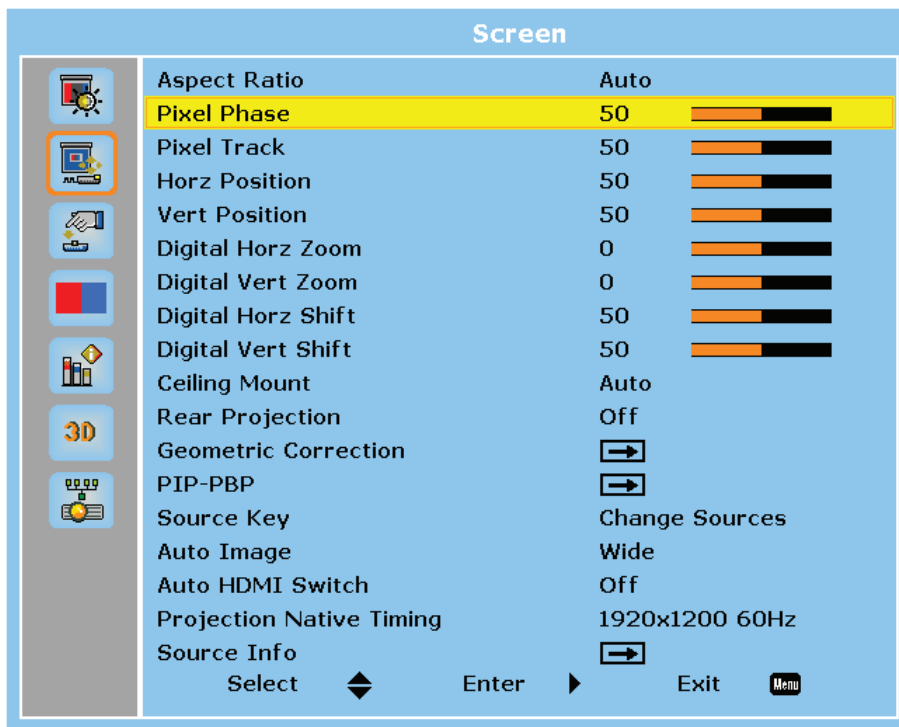 Screen
Aspect Ratio Auto
Pixel Phase 50
Pixel Track 50
Horz Position 50
Vert Position 50
Digital Horz Zoom 0
Digital Vert Zoom 0
Digital Horz Shift 50
Digital Vert Shift 50
Ceiling Mount Auto
Rear Projection Off
Geometric Correction
PIP-PBP
Source Key Change Sources
Auto Image Wide
Auto HDMI Switch Off
Projection Native Timing 1920x1200 60Hz
Source Info
Select Enter Exit Menu
3D